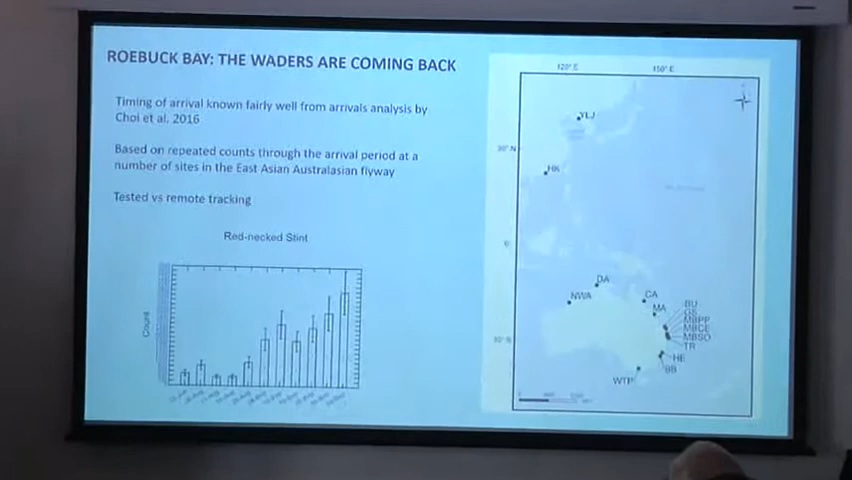 ROEBUCK BAY: THE WADERS ARE COMING BACK
Timing of arrival known fairly well from arrivals analysis by
Choi et al. 2016
Based on repeated counts through the arrival period at a
number of sites in the East Asian Australasian flyway
Tested vs remote tracking
Red-necked Stint
Count
120° E
150° E
30° N
0°
30° S
YLJ
HK
DA
NWA
CA
MA
BU
GS
MBPP
MBCE
MBSO
TR
HE
BB
WTP